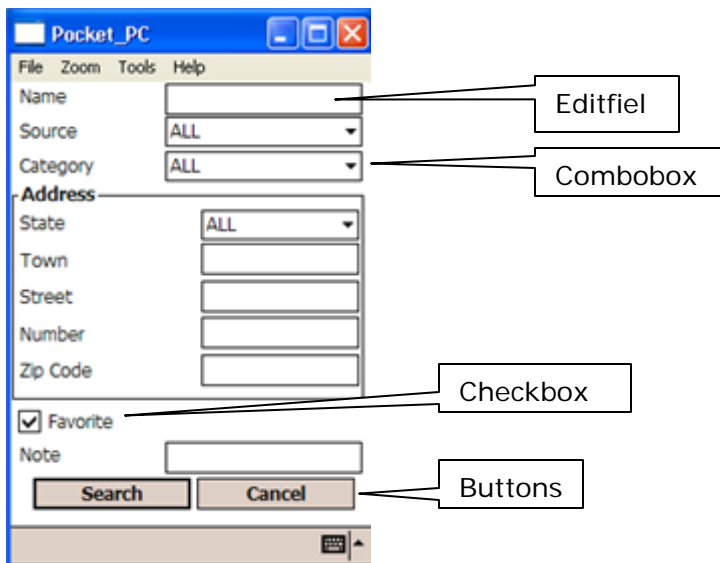 Pocket_PC
File Zoom Tools Help
Name
Editfiel
Source ALL
Category ALL
Combobox
Address
State ALL
Town
Street
Number
Zip Code
Checkbox
Favorite
Note
Search Cancel
Buttons